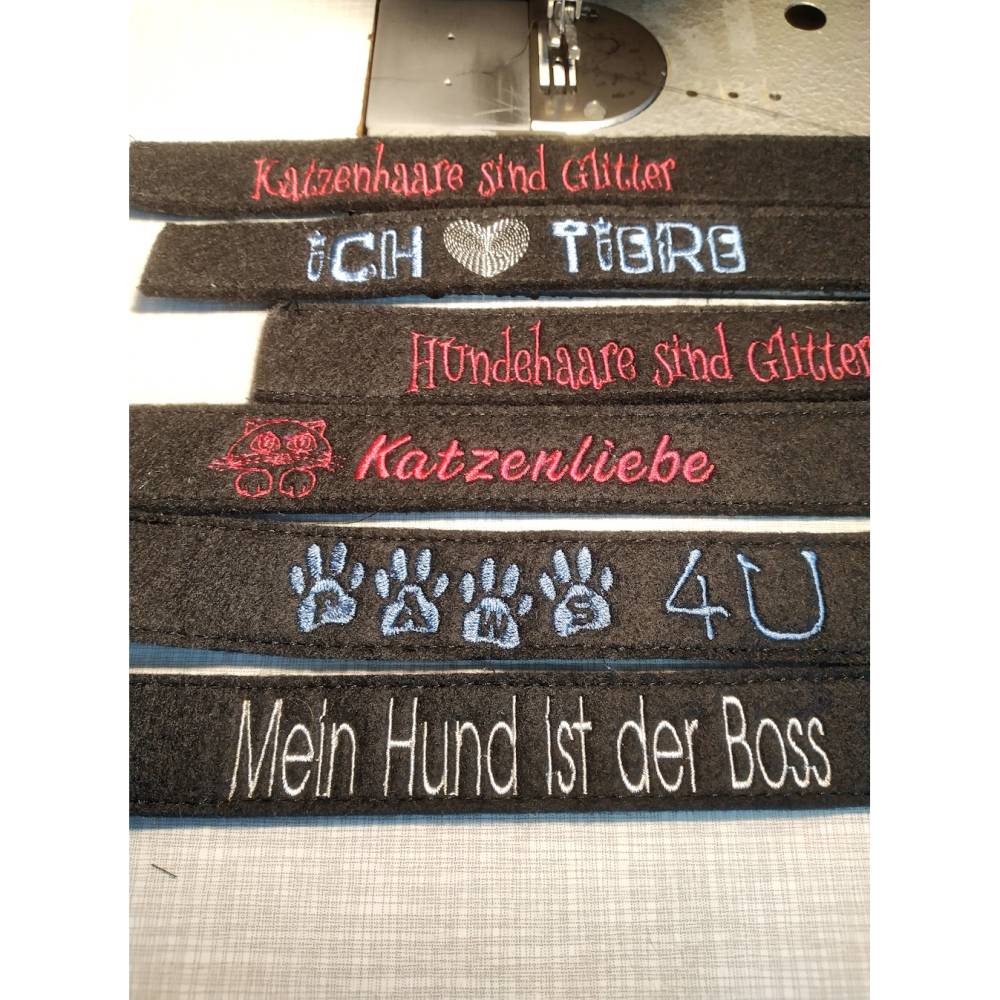 Katzenhaare sind Glitter
iCH TiERE
Hundehaare sind Glitter
Katzenliebe
PAWS 4U
Mein Hund ist der Boss